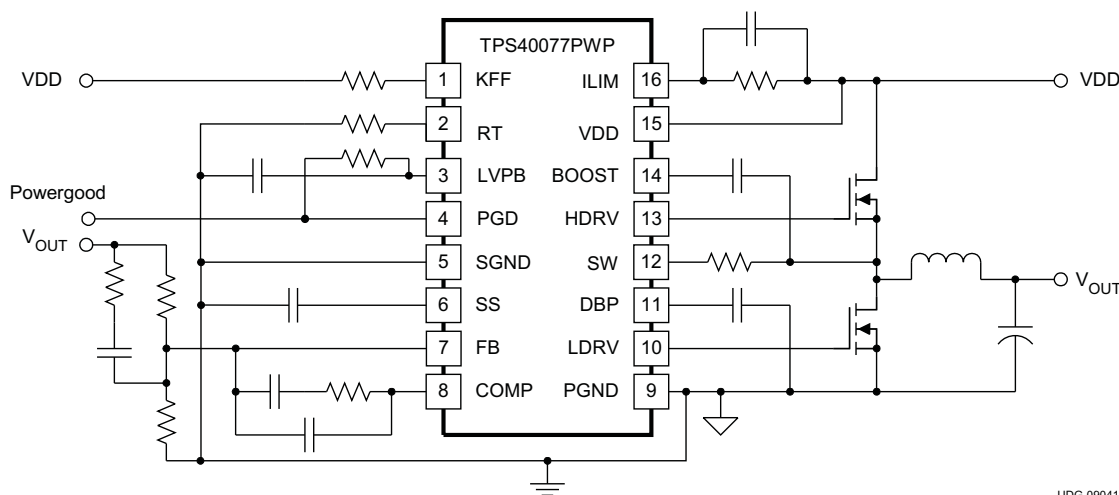 TPS40077PWP
VDD
1
KFF
ILIM
16
VDD
2
RT
VDD
15
3
LVPB
BOOST
14
Powergood
4
PGD
HDRV
13
VOUT
5
SGND
SW
12
VOUT
6
SS
DBP
11
7
FB
LDRV
10
8
COMP
PGND
9
UDG-09041